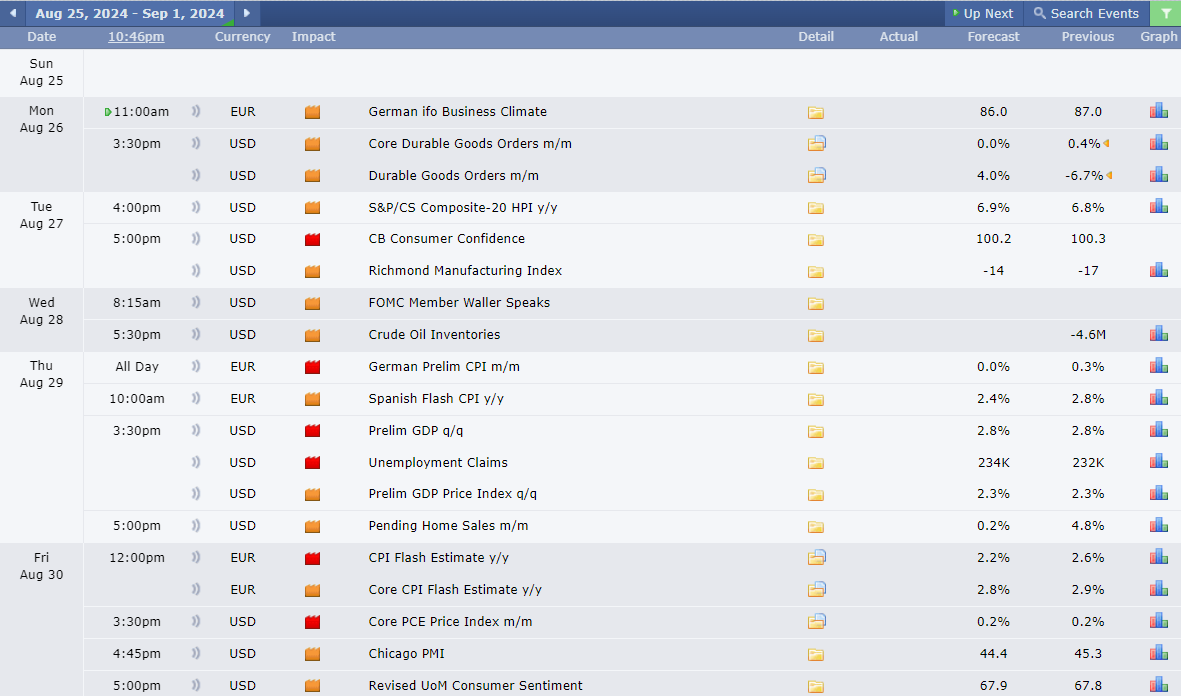 Aug 25, 2024 - Sep 1, 2024 Up Next Search Events
Date 10:46pm Currency Impact Detail Actual Forecast Previous Graph
Sun
Aug 25
Mon
Aug 26
11:00am EUR German ifo Business Climate 86.0 87.0
3:30pm USD Core Durable Goods Orders m/m 0.0% 0.4%
USD Durable Goods Orders m/m 4.0% -6.7%
Tue
Aug 27
4:00pm USD S&P/CS Composite-20 HPI y/y 6.9% 6.8%
5:00pm USD CB Consumer Confidence 100.2 100.3
USD Richmond Manufacturing Index -14 -17
Wed
Aug 28
8:15am USD FOMC Member Waller Speaks
5:30pm USD Crude Oil Inventories -4.6M
Thu
Aug 29
All Day EUR German Prelim CPI m/m 0.0% 0.3%
10:00am EUR Spanish Flash CPI y/y 2.4% 2.8%
3:30pm USD Prelim GDP q/q 2.8% 2.8%
USD Unemployment Claims 234K 232K
USD Prelim GDP Price Index q/q 2.3% 2.3%
5:00pm USD Pending Home Sales m/m 0.2% 4.8%
Fri
Aug 30
12:00pm EUR CPI Flash Estimate y/y 2.2% 2.6%
EUR Core CPI Flash Estimate y/y 2.8% 2.9%
3:30pm USD Core PCE Price Index m/m 0.2% 0.2%
4:45pm USD Chicago PMI 44.4 45.3
5:00pm USD Revised UoM Consumer Sentiment 67.9 67.8